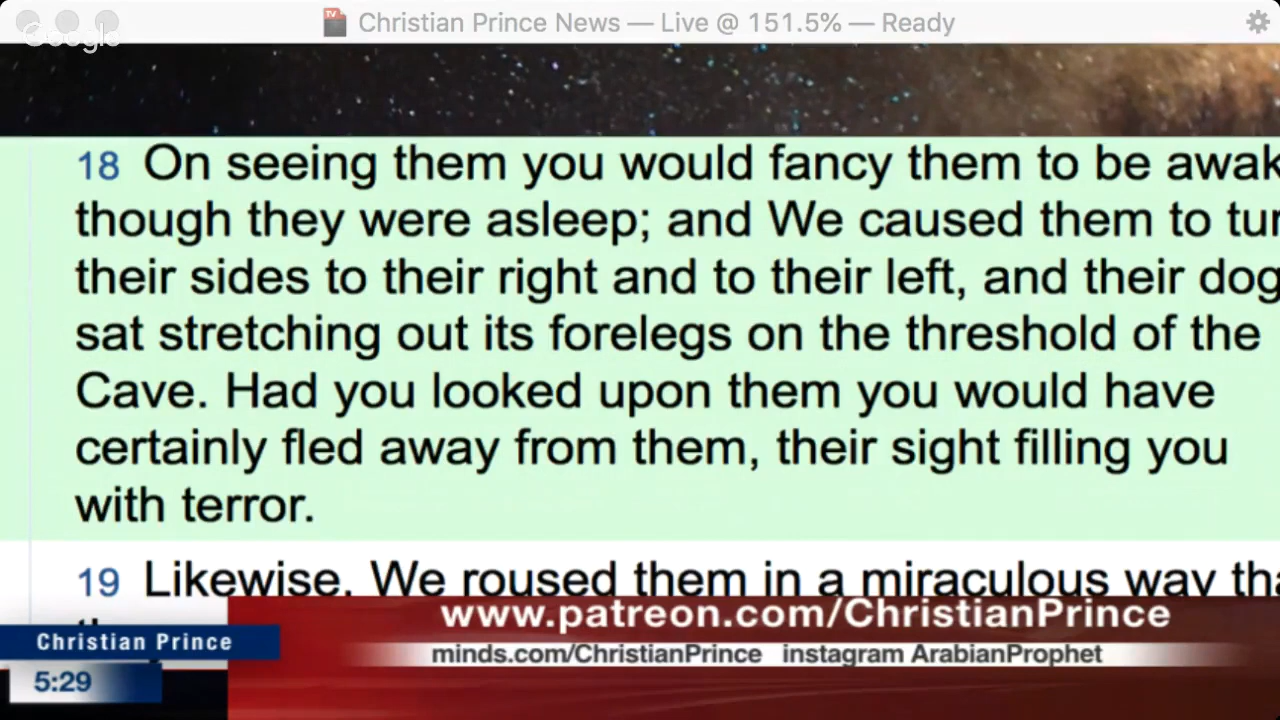 Christian Prince News — Live @ 151.5% — Ready
Google
18 On seeing them you would fancy them to be awak
though they were asleep; and We caused them to tur
their sides to their right and to their left, and their dog
sat stretching out its forelegs on the threshold of the
Cave. Had you looked upon them you would have
certainly fled away from them, their sight filling you
with terror.
19 Likewise, We roused them in a miraculous way tha
www.patreon.com/ChristianPrince
Christian Prince
minds.com/ChristianPrince instagram ArabianProphet
5:29